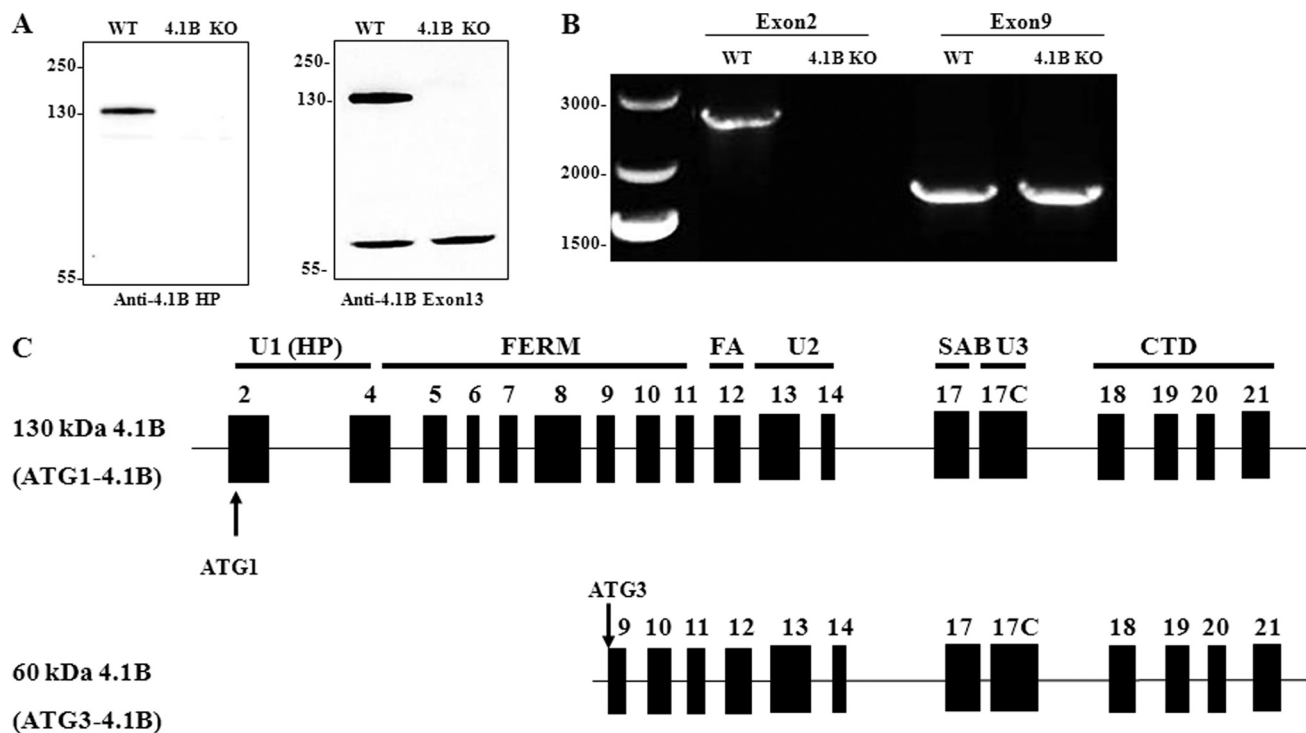 A
WT 4.1B KO
250-
130-
55-
Anti-4.1B HP
WT 4.1B KO
250-
130-
55-
Anti-4.1B Exon13
B
Exon2 Exon9
WT 4.1B KO WT 4.1B KO
3000-
2000-
1500-
C
U1 (HP) FERM FA U2 SAB U3 CTD
2 4 5 6 7 8 9 10 11 12 13 14 17 17C 18 19 20 21
130 kDa 4.1B
(ATG1-4.1B)
ATG1
ATG3
9 10 11 12 13 14 17 17C 18 19 20 21
60 kDa 4.1B
(ATG3-4.1B)